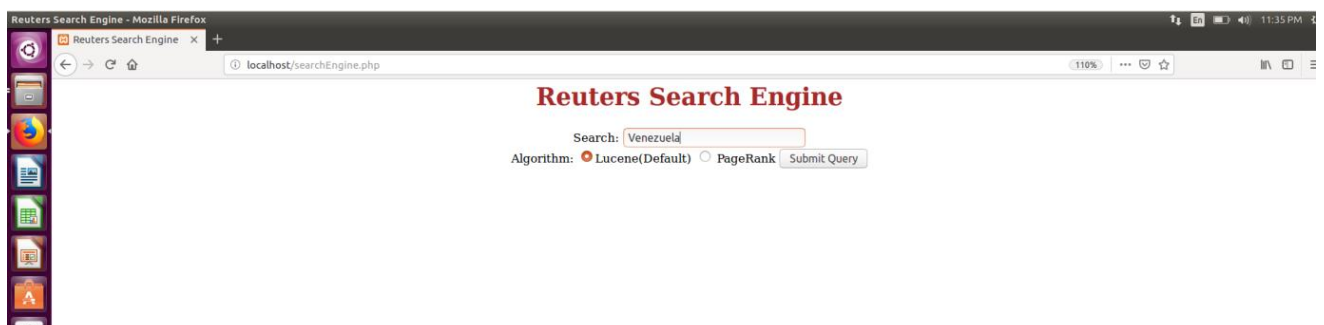 Reuters Search Engine - Mozilla Firefox
En 11:35 PM
Reuters Search Engine
localhost/searchEngine.php
110%
Reuters Search Engine
Search: Venezuela
Algorithm: Lucene(Default) PageRank Submit Query